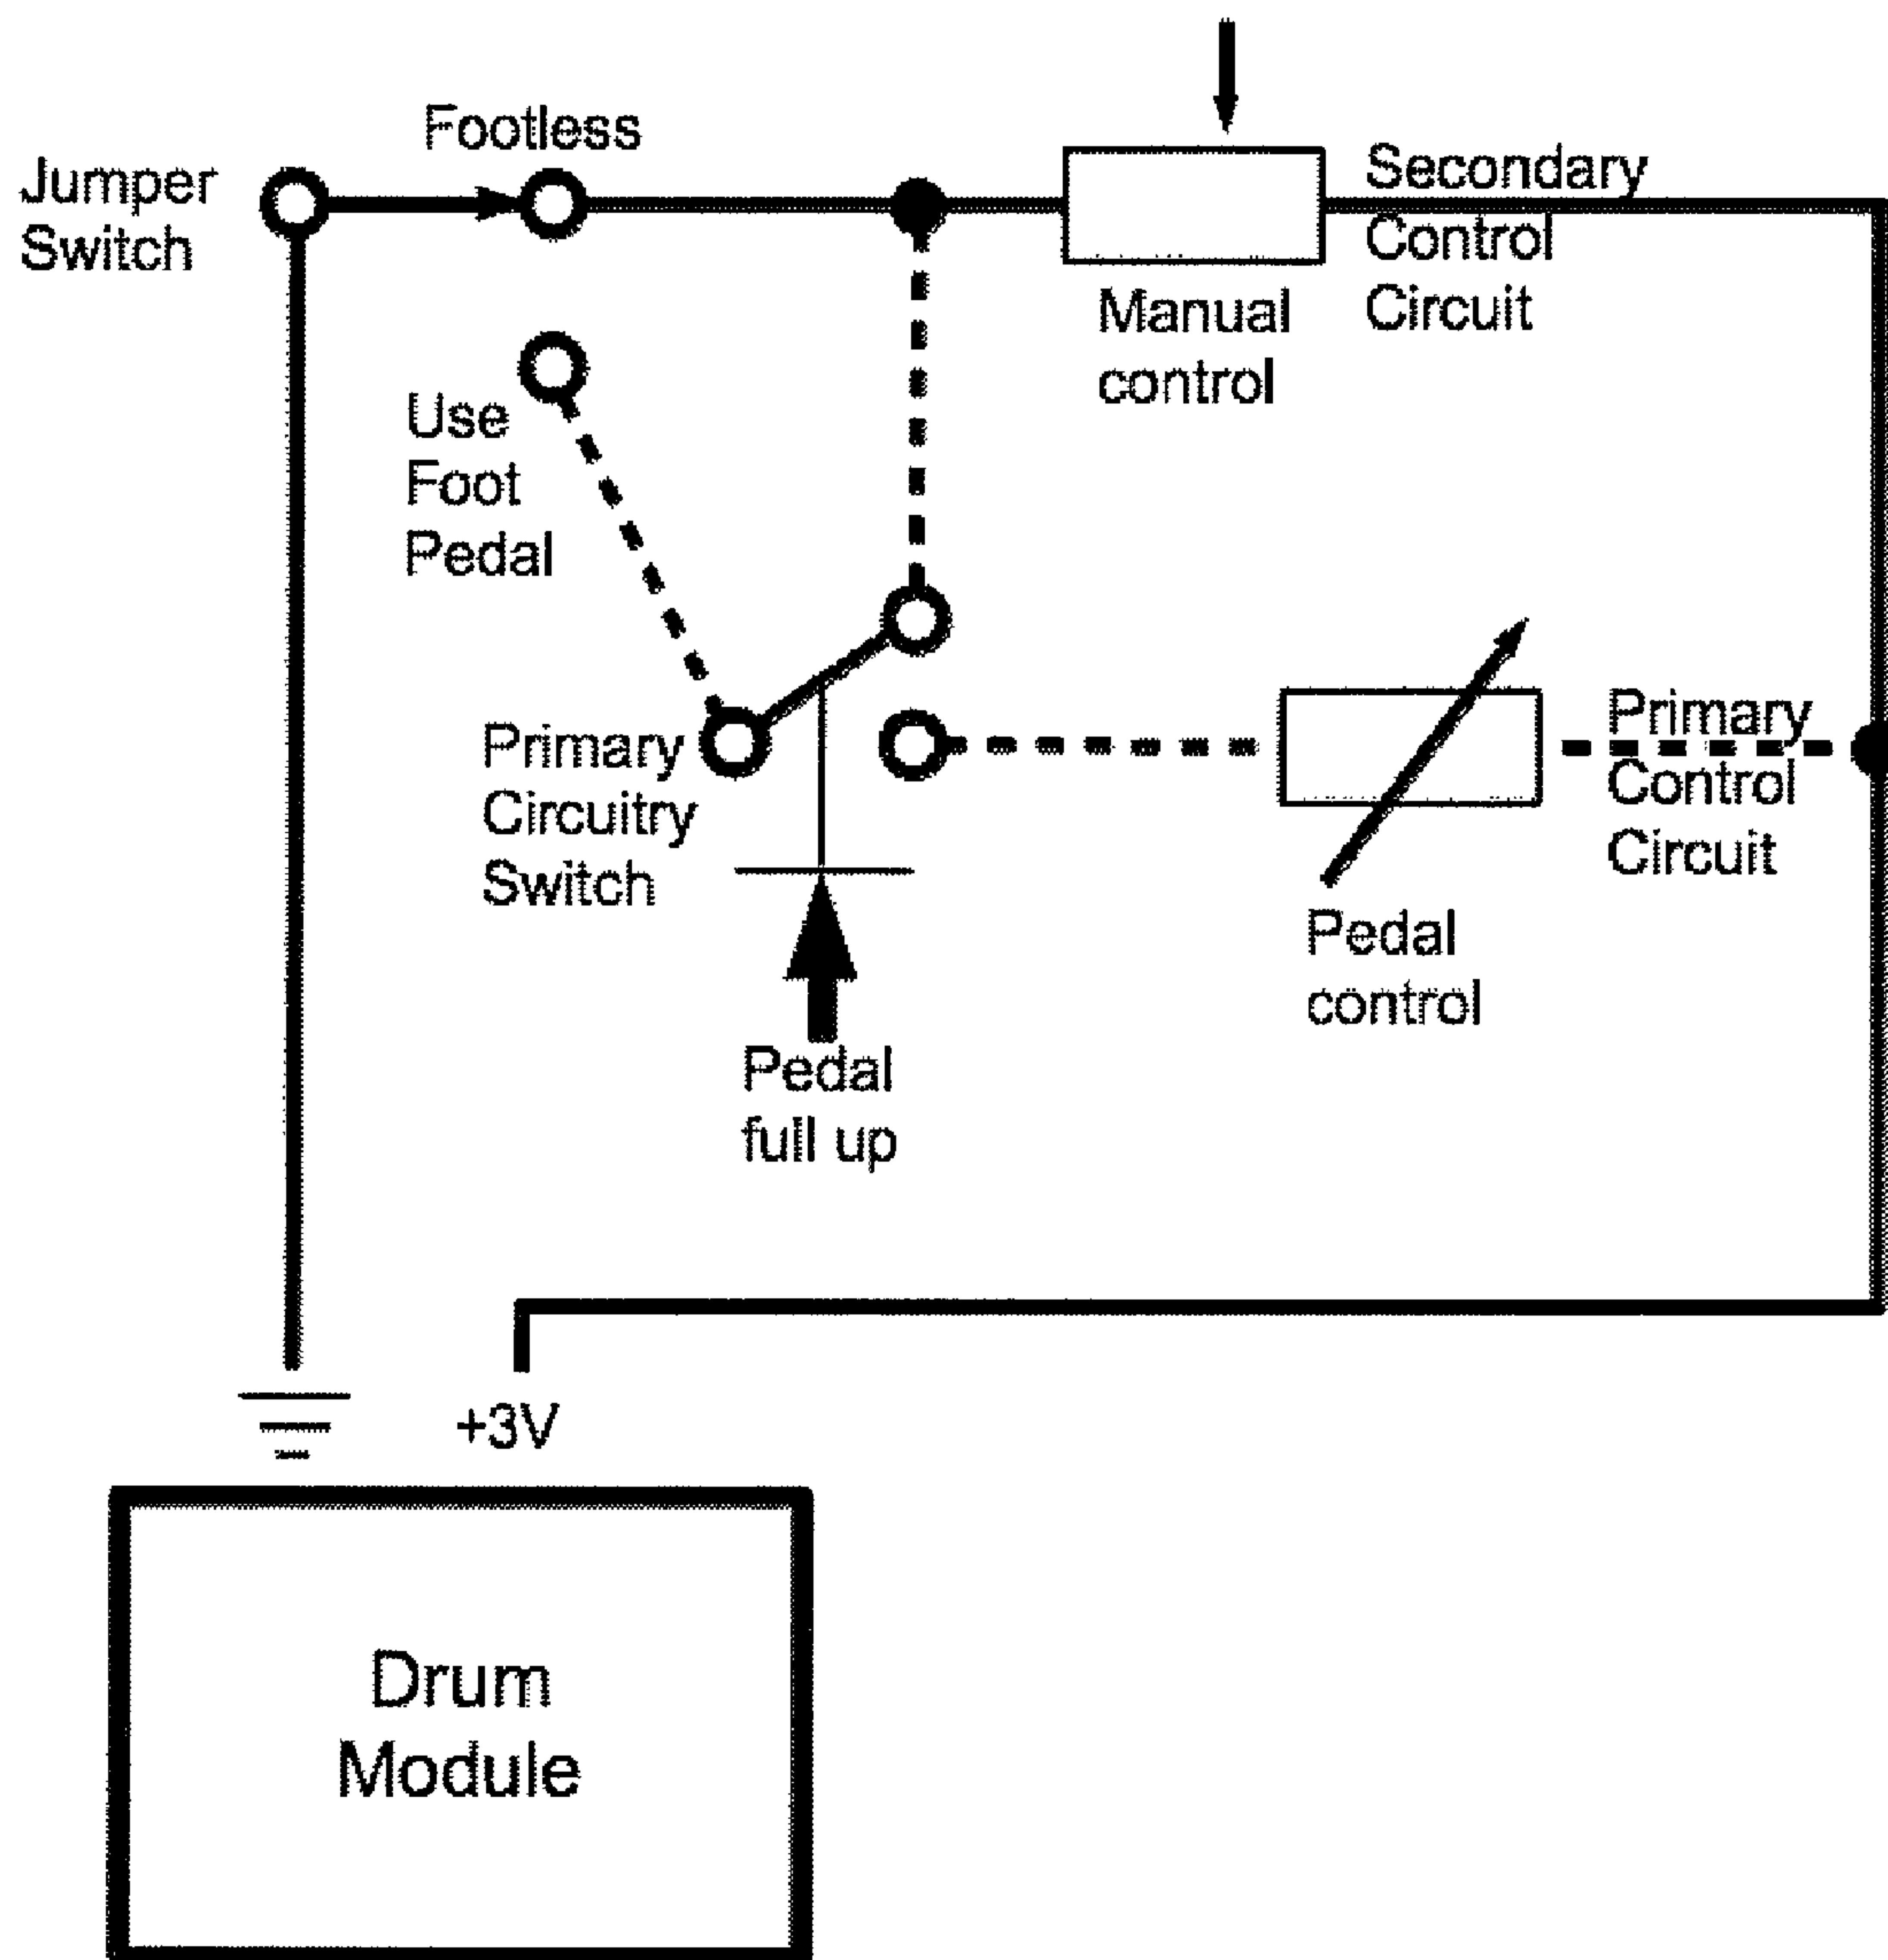 Footless
Jumper
Switch
Secondary
Control
Circuit
Manual
control
Use
Foot
Pedal
Primary
Circuitry
Switch
Primary
Control
Circuit
Pedal
control
Pedal
full up
+3V
Drum
Module